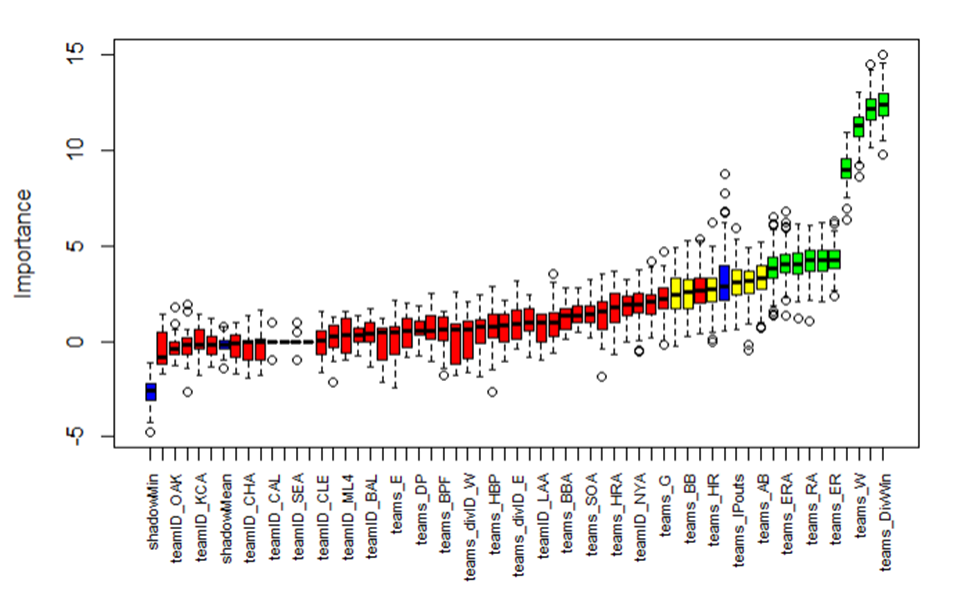 15
10
5
0
-5
Importance
shadowMin
teamID_OAK
teamID_KCA
shadowMean
teamID_CHA
teamID_CAL
teamID_SEA
teamID_CLE
teamID_ML4
teamID_BAL
teams_E
teams_DP
teams_BPF
teams_divID_W
teams_HBP
teams_divID_E
teamID_LAA
teams_BBA
teams_SOA
teams_HRA
teamID_NYA
teams_G
teams_BB
teams_HR
teams_IPouts
teams_AB
teams_ERA
teams_RA
teams_ER
teams_W
teams_DivWin